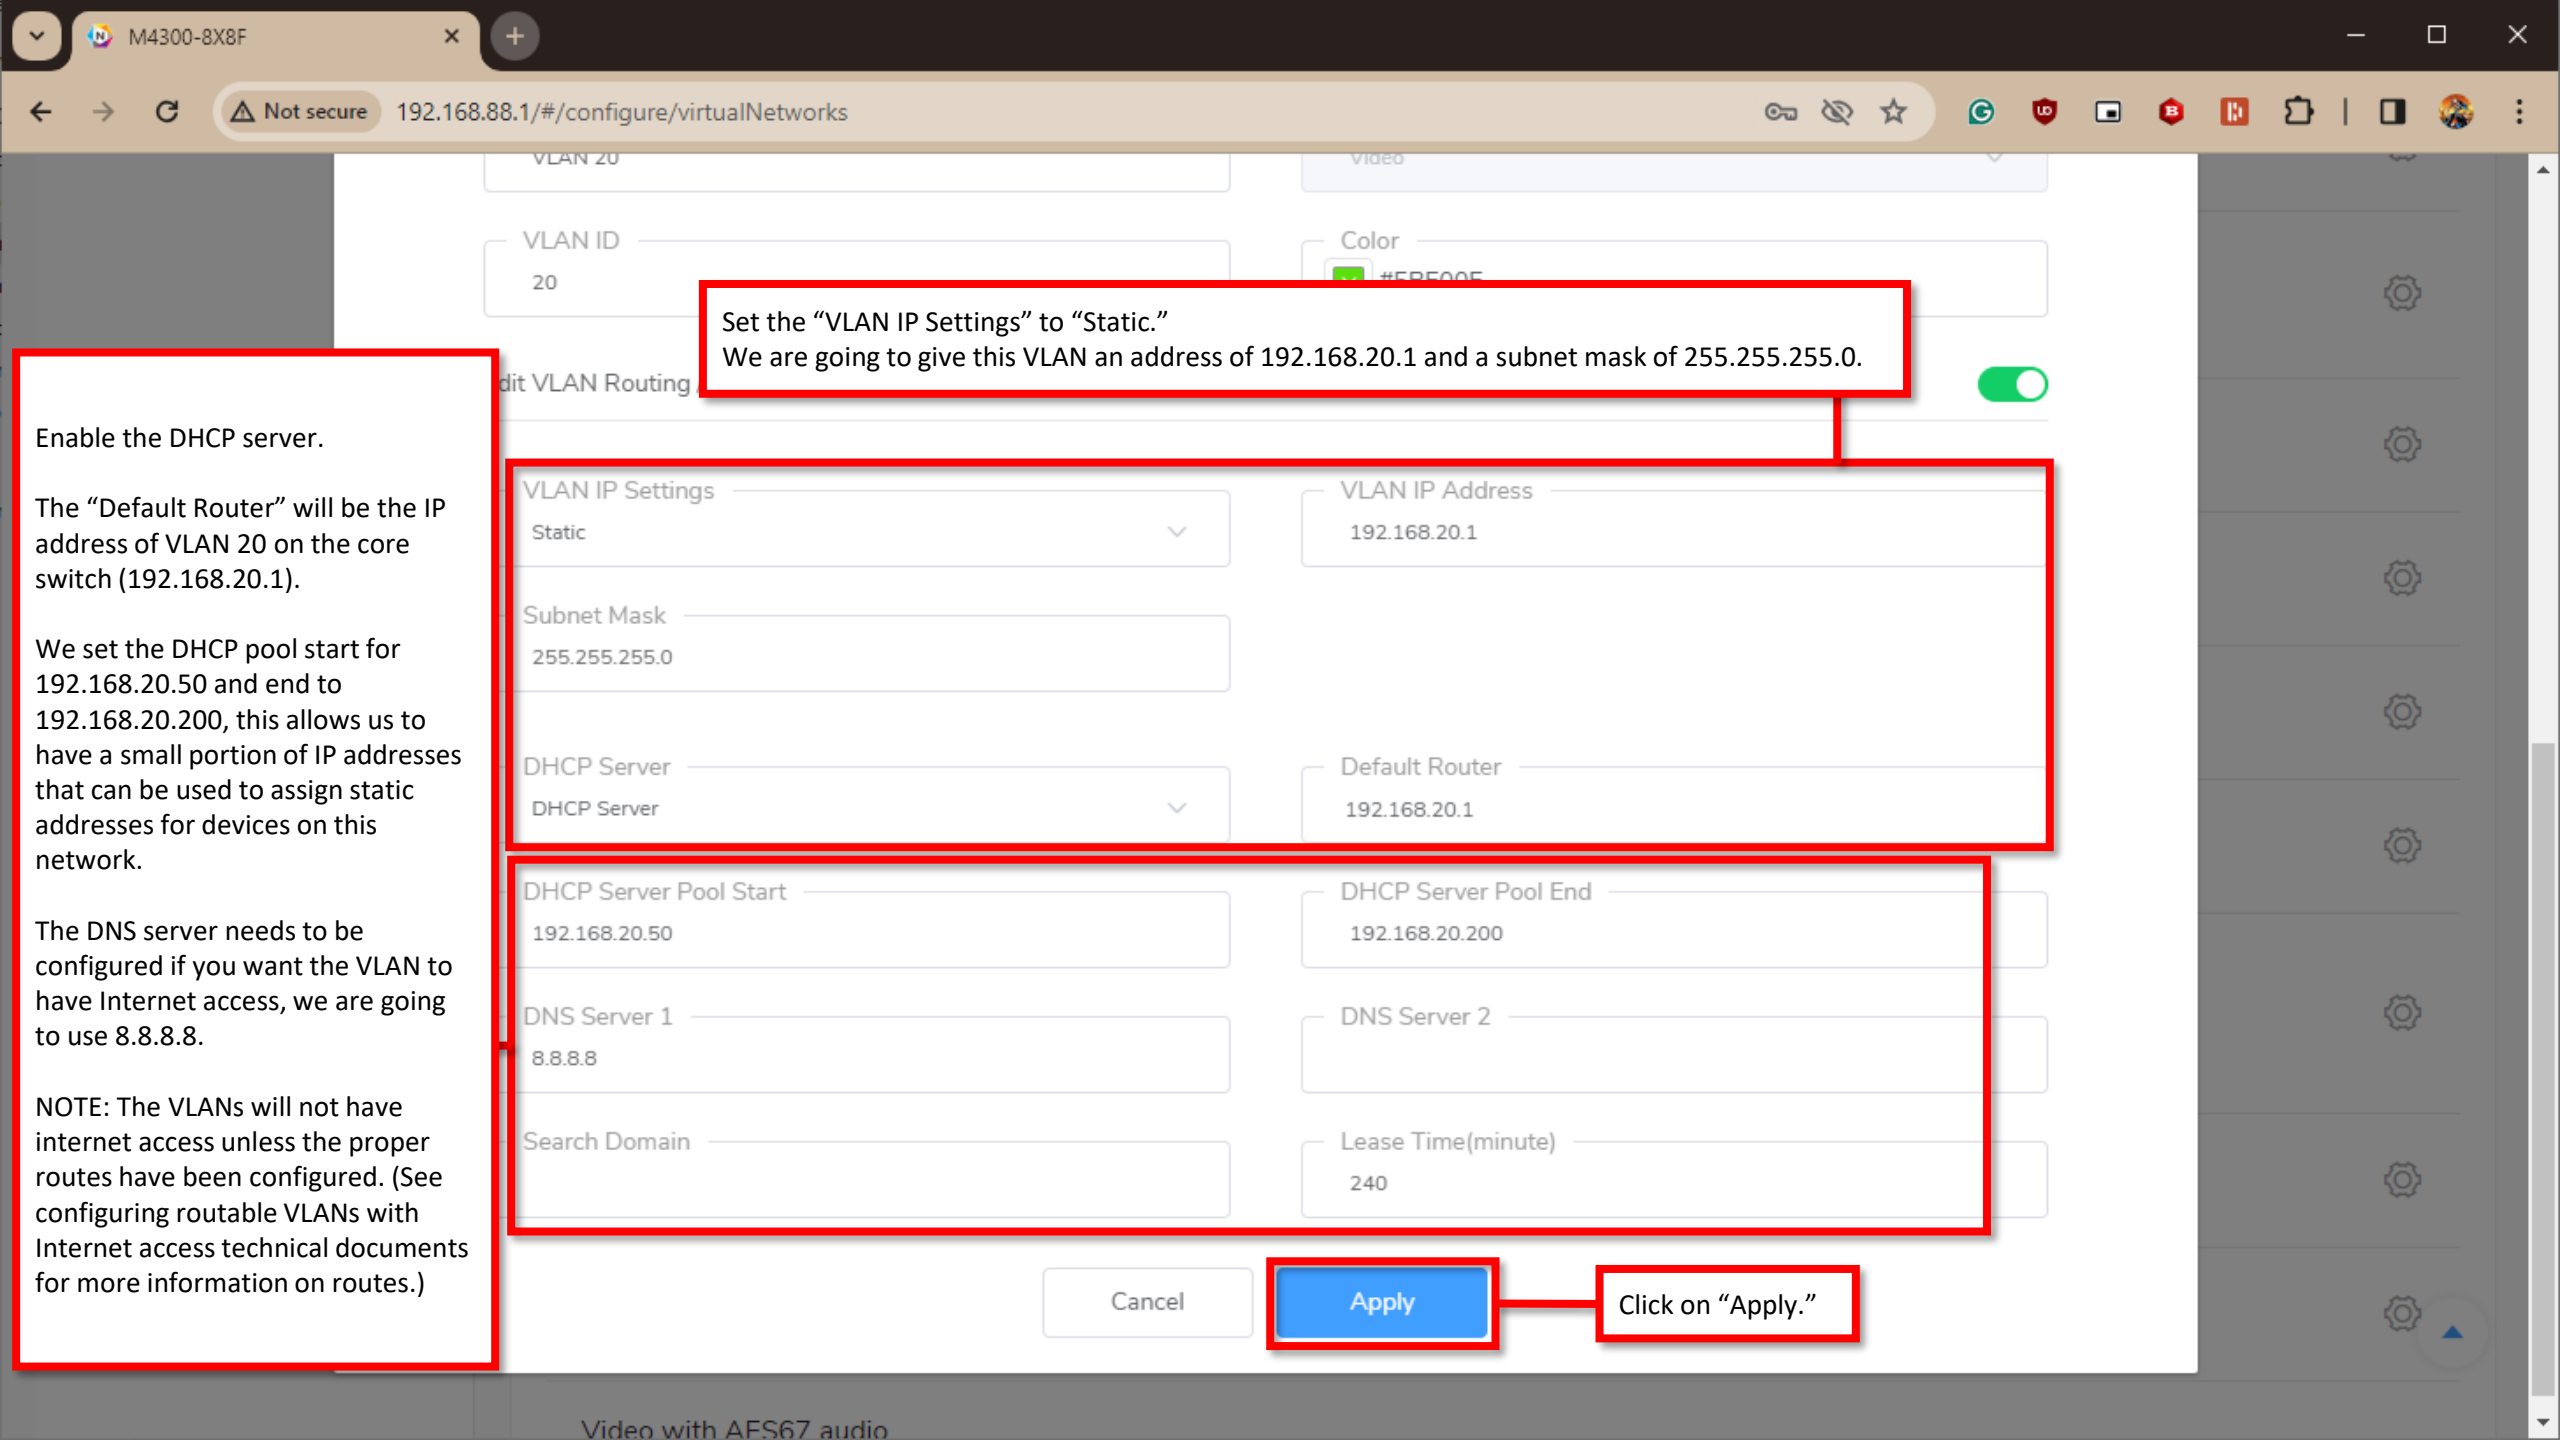 M4300-8X8F
Not secure
192.168.88.1/#/configure/virtualNetworks
VLAN 20
Video
VLAN ID
20
Color
Set the “VLAN IP Settings” to “Static.”
We are going to give this VLAN an address of 192.168.20.1 and a subnet mask of 255.255.255.0.
dit VLAN Routing
Enable the DHCP server.
The “Default Router” will be the IP
address of VLAN 20 on the core
switch (192.168.20.1).
We set the DHCP pool start for
192.168.20.50 and end to
192.168.20.200, this allows us to
have a small portion of IP addresses
that can be used to assign static
addresses for devices on this
network.
The DNS server needs to be
configured if you want the VLAN to
have Internet access, we are going
to use 8.8.8.8.
NOTE: The VLANs will not have
internet access unless the proper
routes have been configured. (See
configuring routable VLANs with
Internet access technical documents
for more information on routes.)
VLAN IP Settings
Static
VLAN IP Address
192.168.20.1
Subnet Mask
255.255.255.0
DHCP Server
DHCP Server
Default Router
192.168.20.1
DHCP Server Pool Start
192.168.20.50
DHCP Server Pool End
192.168.20.200
DNS Server 1
8.8.8.8
DNS Server 2
Search Domain
Lease Time(minute)
240
Cancel
Apply
Click on “Apply.”
Video with AES67 audio